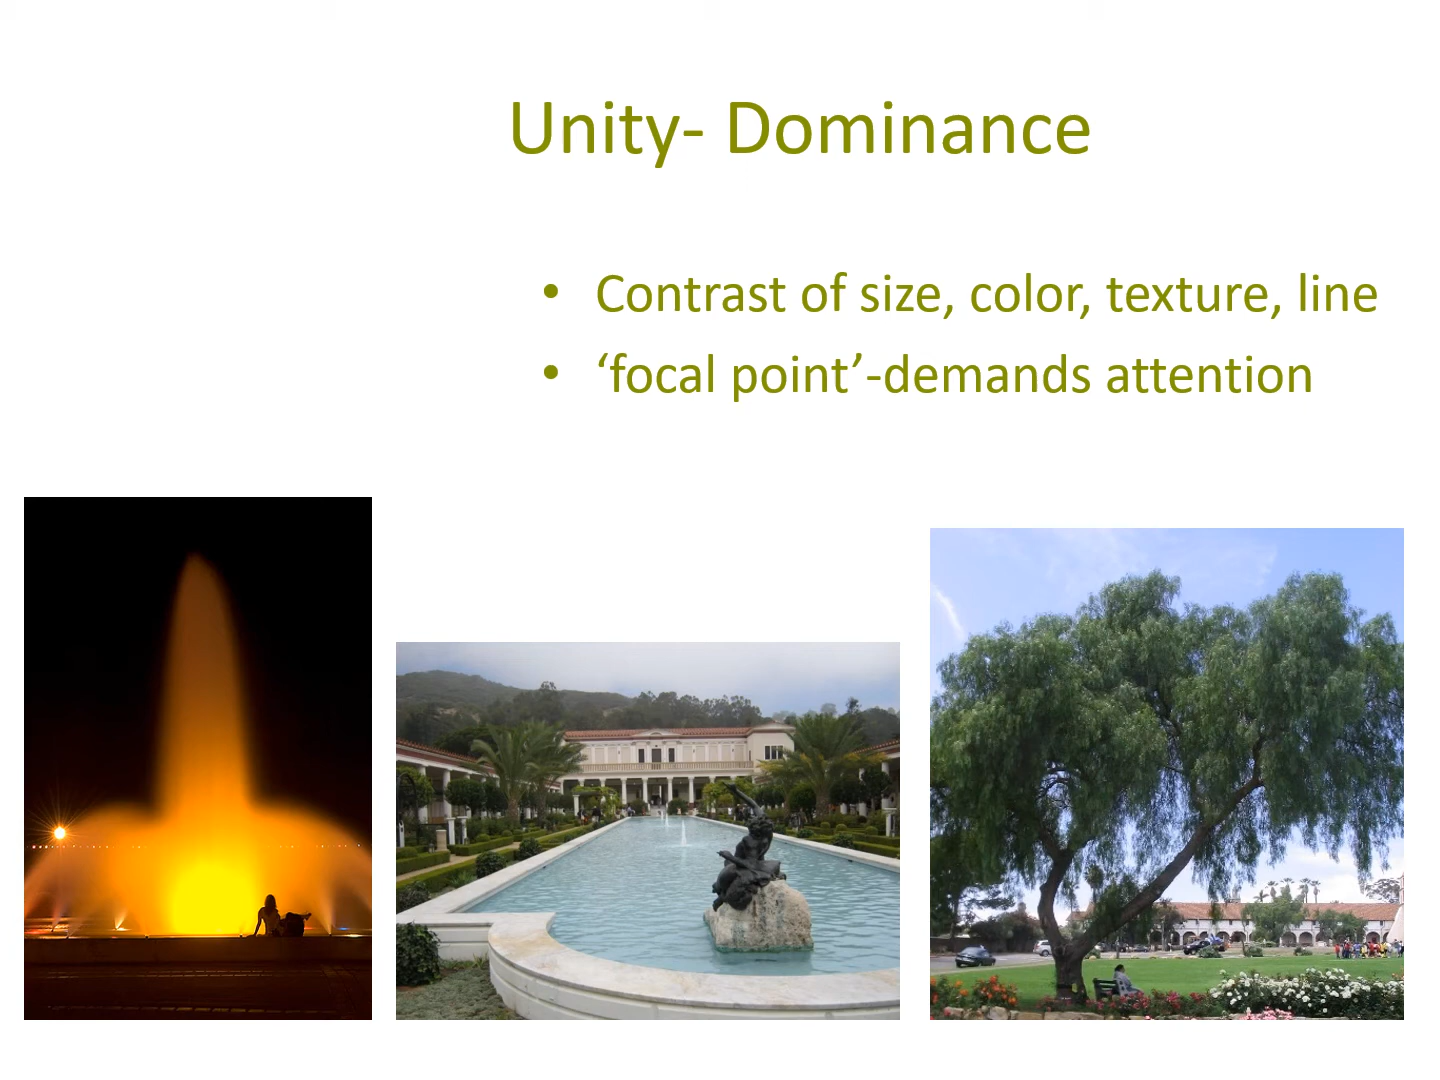 Unity- Dominance
• Contrast of size, color, texture, line
• ‘focal point’-demands attention